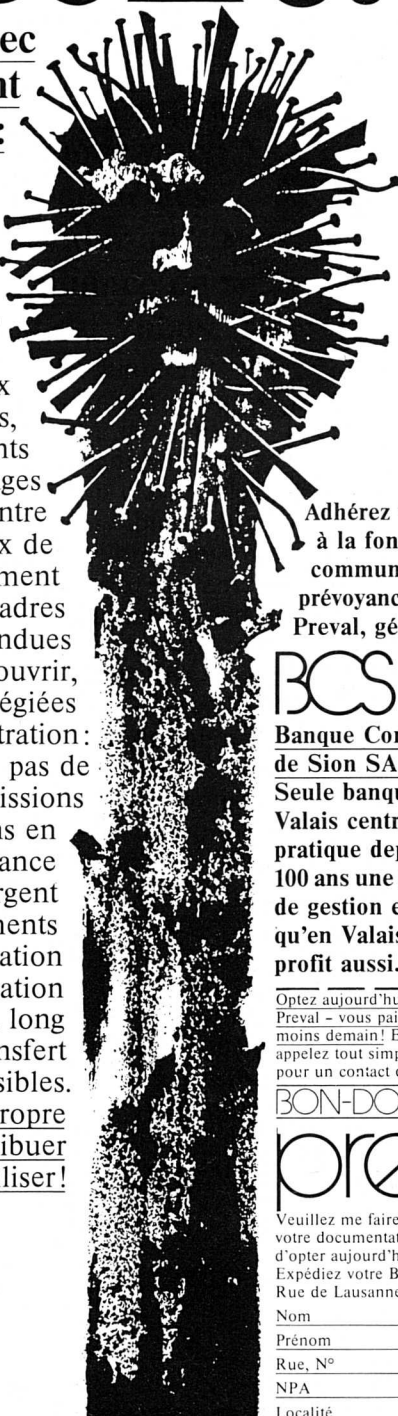 ec
nt
:
x
s,
nts
ges
ntre
x de
ment
adres
ndues
ouvrir,
égiées
tration:
pas de
issions
ns en
ance
rgent
ments
ation
ation
long
nsfert
sibles.
ropre
ibuer
liser!
Adhérez
à la fon
commun
prévoyanc
Preval, gé
BCS
Banque Con
de Sion SA
Seule banqu
Valais centr
pratique dep
100 ans une
de gestion e
qu'en Valais
profit aussi.
Optez aujourd'hu
Preval – vous pai
moins demain! E
appelez tout simp
pour un contact
BON-DO
pre
Veuillez me faire
votre documentat
d'opter aujourd'h
Expédiez votre B
Rue de Lausanne
Nom
Prénom
Rue, N°
NPA
Localité